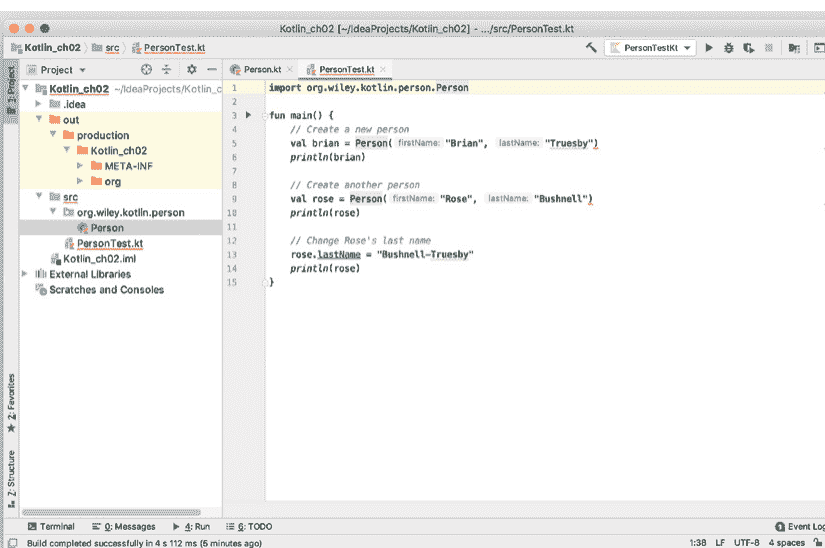 Kotlin_ch02 [~/IdeaProjects/Kotlin_ch02] - .../src/PersonTest.kt
Kotlin_ch02 src PersonTest.kt
PersonTestKt
1: Project
Project
Kotlin_ch02 ~/IdeaProjects/Kotlin_c
.idea
out
production
Kotlin_ch02
META-INF
org
src
org.wiley.kotlin.person
Person
PersonTest.kt
Kotlin_ch02.iml
External Libraries
Scratches and Consoles
Person.kt PersonTest.kt
1 import org.wiley.kotlin.person.Person
2
3 fun main() {
4 // Create a new person
5 val brian = Person( firstName: "Brian", lastName: "Truesby")
6 println(brian)
7
8 // Create another person
9 val rose = Person( firstName: "Rose", lastName: "Bushnell")
10 println(rose)
11
12 // Change Rose's last name
13 rose.lastName = "Bushnell-Truesby"
14 println(rose)
15 }
2: Favorites
Z: Structure
Terminal 0: Messages 4: Run 6: TODO
1 Event Log
Build completed successfully in 4 s 112 ms (5 minutes ago)
1:38 LF UTF-8 4 spaces